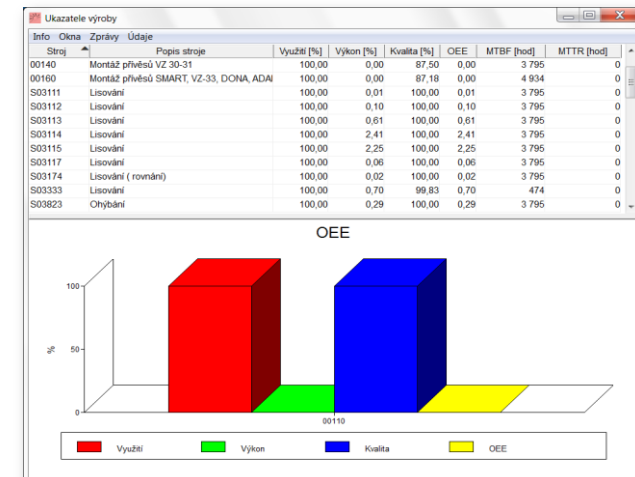 Ukazatele výroby
Info Okna Zprávy Údaje
Stroj Popis stroje Využití [%] Výkon [%] Kvalita [%] OEE MTBF [hod] MTTR [hod]
00140 Montáž přívěsů VZ 30-31 100,00 0,00 87,50 0,00 3 795 0
00160 Montáž přívěsů SMART, VZ-33, DONA, ADAI 100,00 0,00 87,18 0,00 4 934 0
S03111 Lisování 100,00 0,01 100,00 0,01 3 795 0
S03112 Lisování 100,00 0,10 100,00 0,10 3 795 0
S03113 Lisování 100,00 0,61 100,00 0,61 3 795 0
S03114 Lisování 100,00 2,41 100,00 2,41 3 795 0
S03115 Lisování 100,00 2,25 100,00 2,25 3 795 0
S03117 Lisování 100,00 0,06 100,00 0,06 3 795 0
S03174 Lisování ( rovnání) 100,00 0,02 100,00 0,02 3 795 0
S03333 Lisování 100,00 0,70 99,83 0,70 474 0
S03823 Ohýbání 100,00 0,29 100,00 0,29 3 795 0
OEE
100
%
50
0
00110
Využití Výkon Kvalita OEE